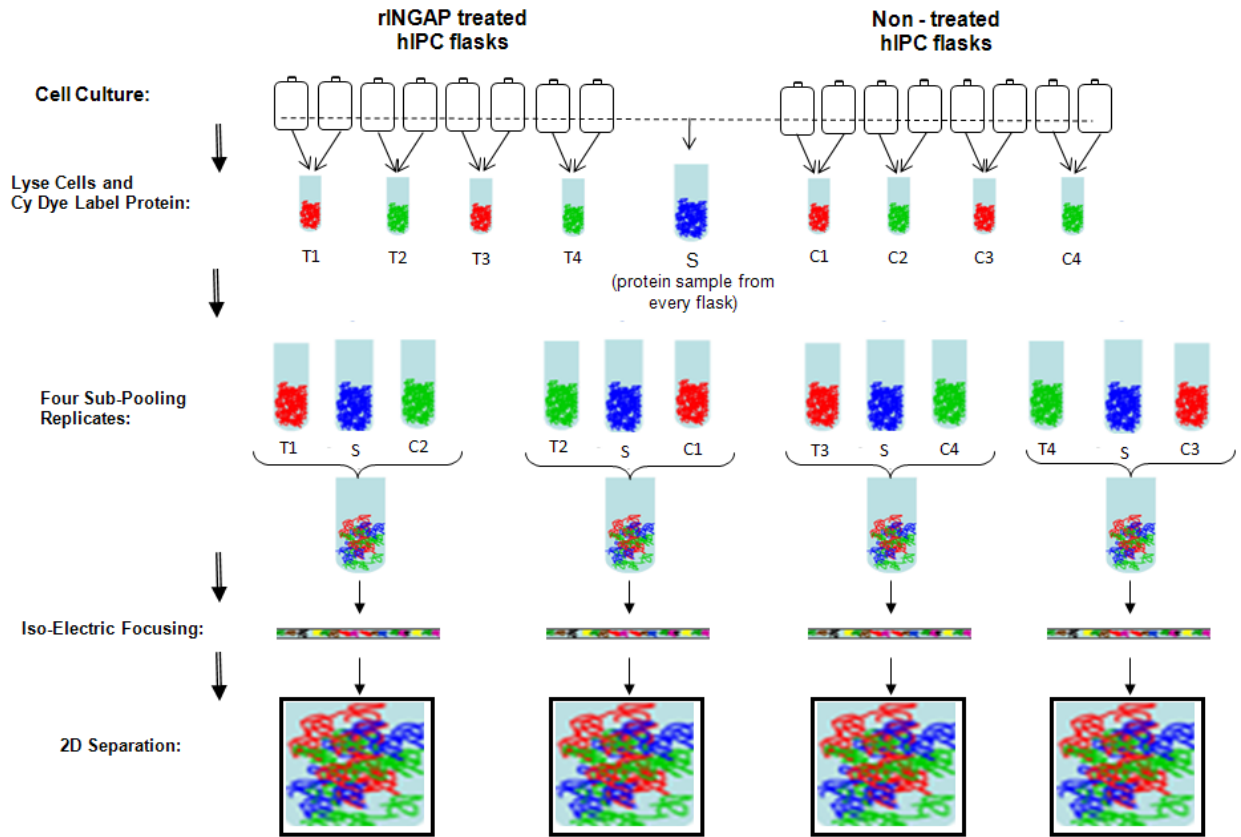 rINGAP treated
hIPC flasks
Non - treated
hIPC flasks
Cell Culture:
Lyse Cells and
Cy Dye Label Protein:
T1 T2 T3 T4 S C1 C2 C3 C4
(protein sample from
every flask)
Four Sub-Pooling
Replicates:
T1 S C2 T2 S C1 T3 S C4 T4 S C3
Iso-Electric Focusing:
2D Separation: